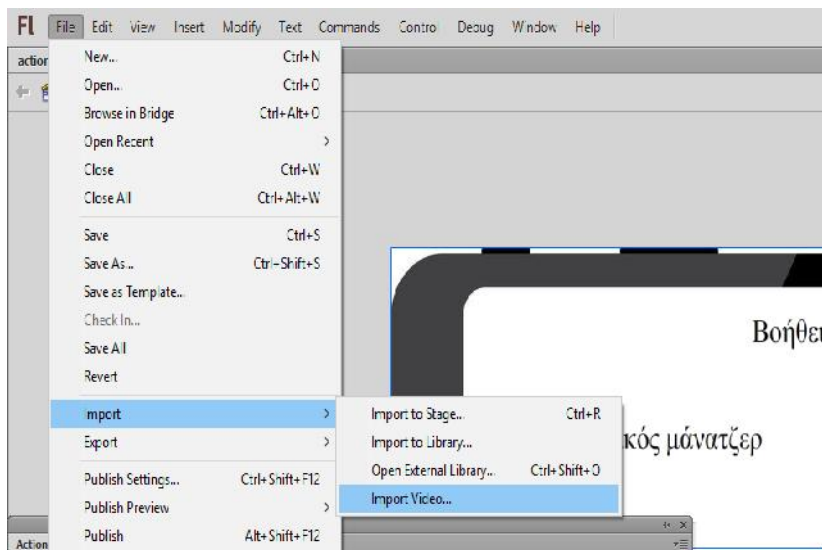 Fl File Edit View Insert Modify Text Commands Contro Debug Window Help
action
New... Ctrl+N
Open... Ctrl+O
Browse in Bridge Ctrl+Alt+O
Open Recent >
Close Ctrl+W
Close All Ctrl+Alt+W
Save Ctrl+S
Save As... Ctrl+Shift+S
Save as Template...
Check In...
Save All
Revert
Import >
Export >
Publish Settings... Ctrl+Shift+F12
Publish Preview >
Publish Alt+Shift+F12
Import to Stage... Ctrl+R
Import to Library...
Open External Library... Ctrl+Shift+O
Import Video...
Βοήθει
κός μάνατζερ
Action